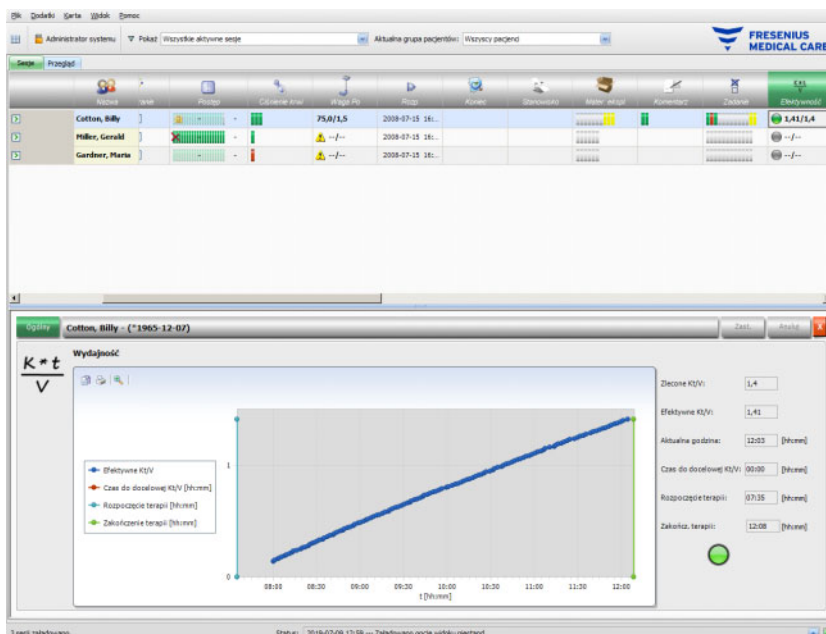 Plik Dodatki Karta Widok Pomoc
Administrator systemu Pokaż Wszystkie aktywne sesje Aktualna grupa pacjentów: Wszyscy pacjenci
FRESENIUS
MEDICAL CARE
Sesje Przegląd
Nazwa Postęp Ciśnienie krwi Waga Po Rozp Koniec Stanowisko Mater. ekspl Komentarz Zadanie Efektywność
Cotton, Billy 75,0/1,5 2008-07-15 16:... 1,41/1,4
Miller, Gerald --/-- 2008-07-15 16:... --/--
Gardner, Maria --/-- 2008-07-15 16:... --/--
Ogólny Cotton, Billy - (*1965-12-07) Zast. Anuluj X
K*t
V
Wydajność
Zlecone Kt/V: 1,4
Efektywne Kt/V: 1,41
Aktualna godzina: 12:03 [hh:mm]
Czas do docelowej Kt/V: 00:00 [hh:mm]
Rozpoczęcie terapii: 07:35 [hh:mm]
Zakończ. terapii: 12:08 [hh:mm]
Efektywne Kt/V
Czas do docelowej Kt/V [hh:mm]
Rozpoczęcie terapii [hh:mm]
Zakończenie terapii [hh:mm]
1
0
08:00 08:30 09:00 09:30 10:00 10:30 11:00 11:30 12:00
t [hh:mm]
3 sesji załadowano Status: